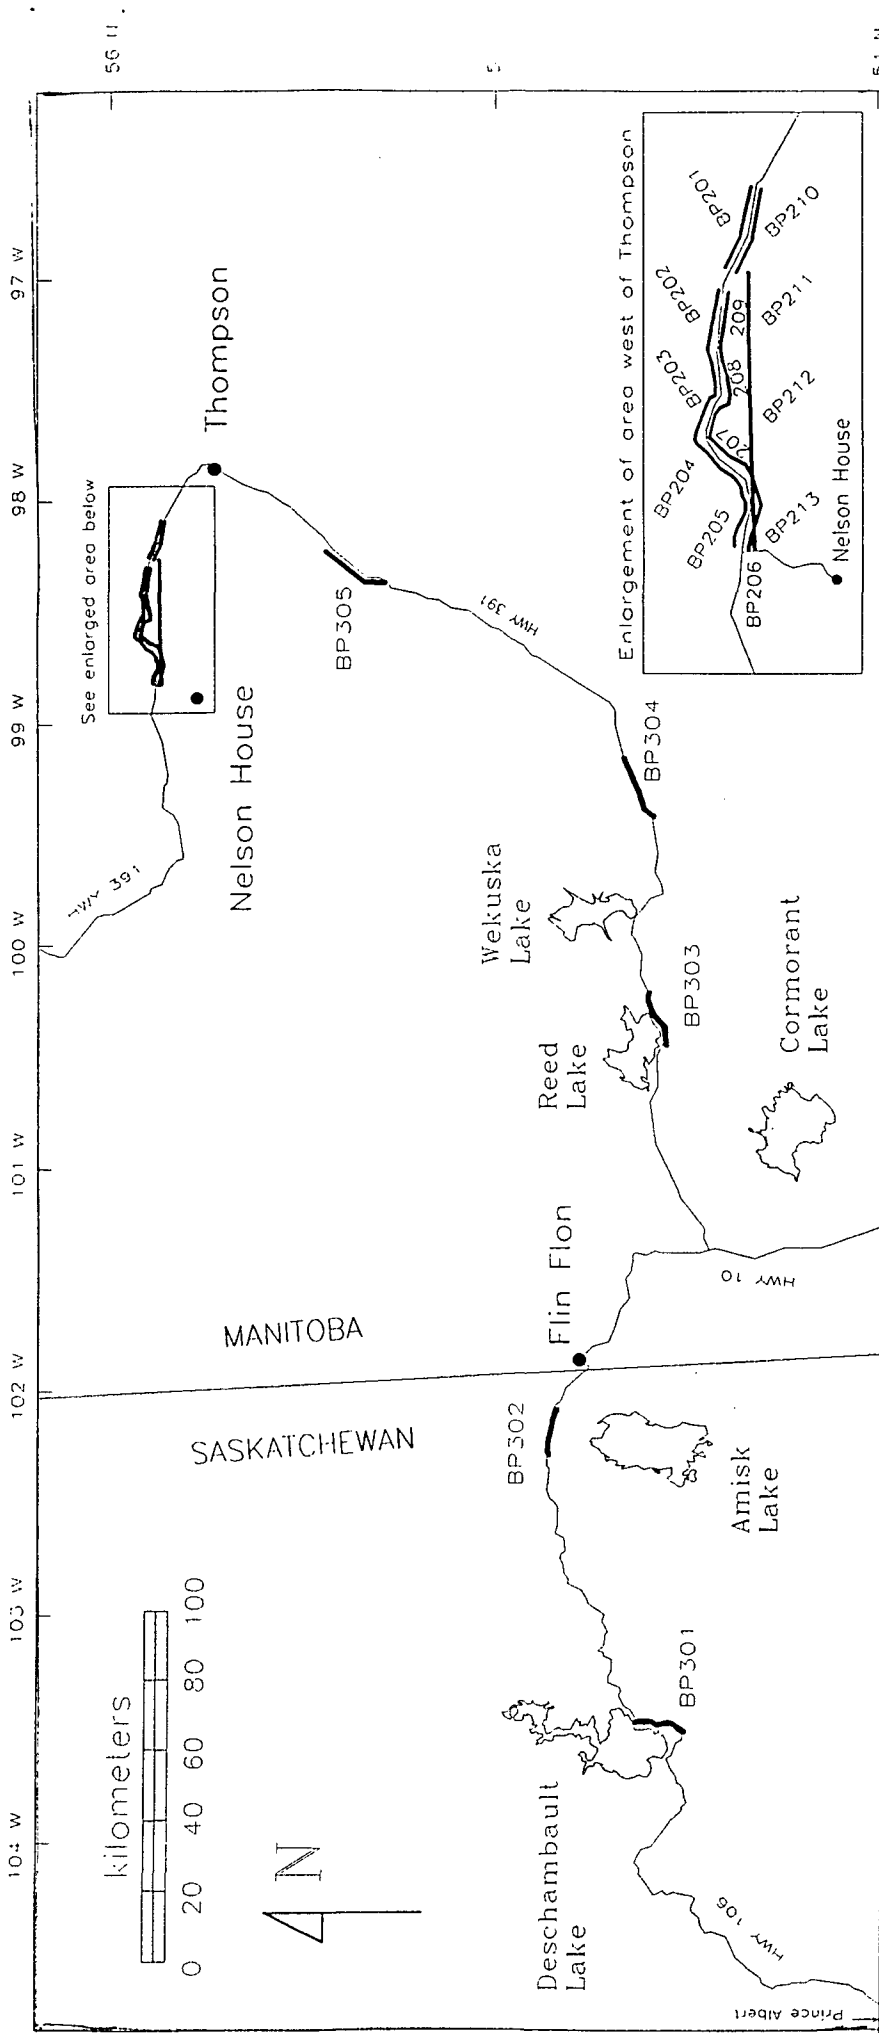 104 W
103 W
102 W
101 W
100 W
99 W
98 W
97 W
56 N
kilometers
0
20
40
60
80
100
N
SASKATCHEWAN
MANITOBA
HWY 391
See enlarged area below
Nelson House
Thompson
BP305
HWY 391
Deschambault
Lake
BP301
HWY 106
Prince Albert
BP302
Amisk
Lake
Flin Flon
HWY 10
Reed
Lake
BP303
Wekuska
Lake
BP304
Cormorant
Lake
Enlargement of area west of Thompson
BP205
BP204
BP203
BP202
BP201
207
208
209
BP206
BP213
BP212
BP211
BP210
Nelson House